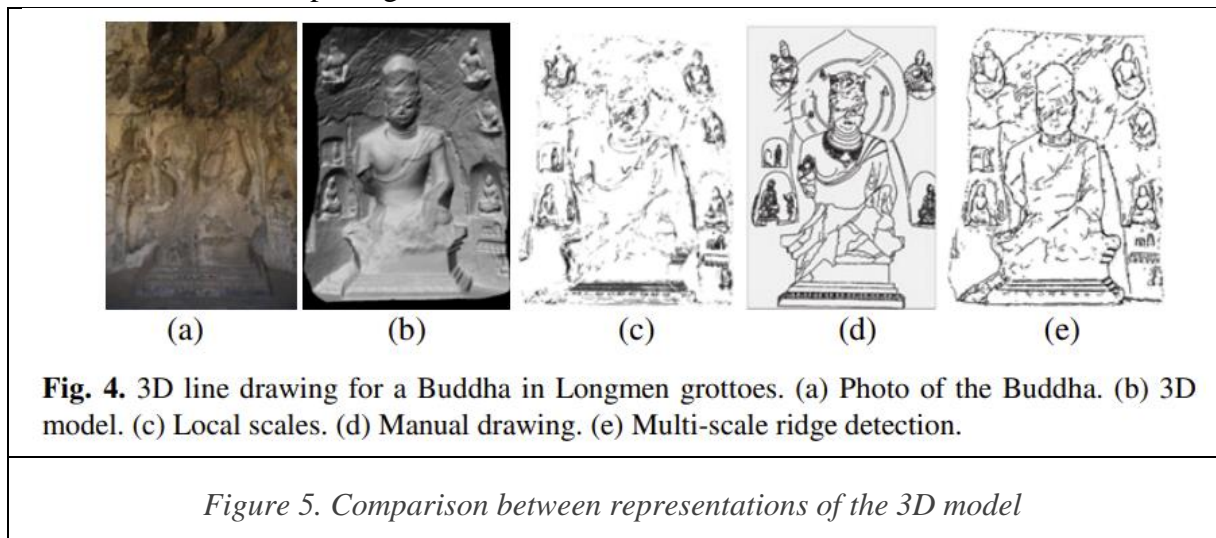 (a) (b) (c) (d) (e)
Fig. 4. 3D line drawing for a Buddha in Longmen grottoes. (a) Photo of the Buddha. (b) 3D
model. (c) Local scales. (d) Manual drawing. (e) Multi-scale ridge detection.
Figure 5. Comparison between representations of the 3D model